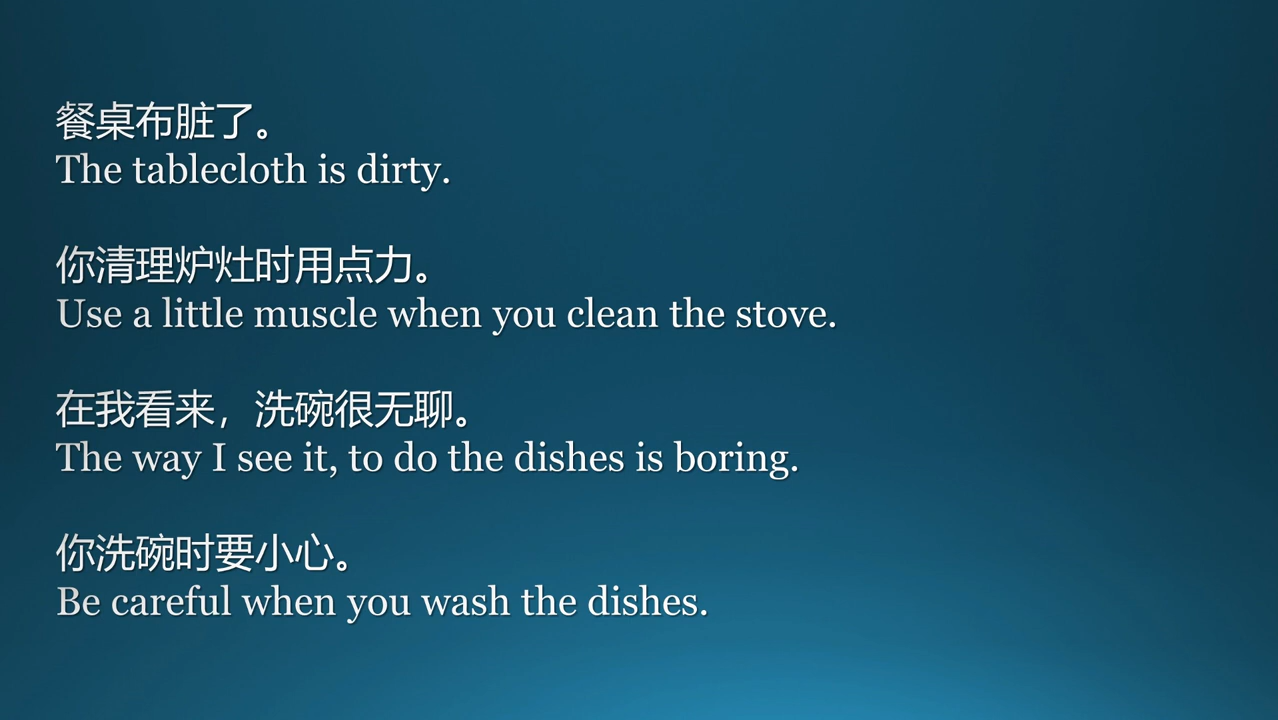 餐桌布脏了。
The tablecloth is dirty.
你清理炉灶时用点力。
Use a little muscle when you clean the stove.
在我看来，洗碗很无聊。
The way I see it, to do the dishes is boring.
你洗碗时要小心。
Be careful when you wash the dishes.